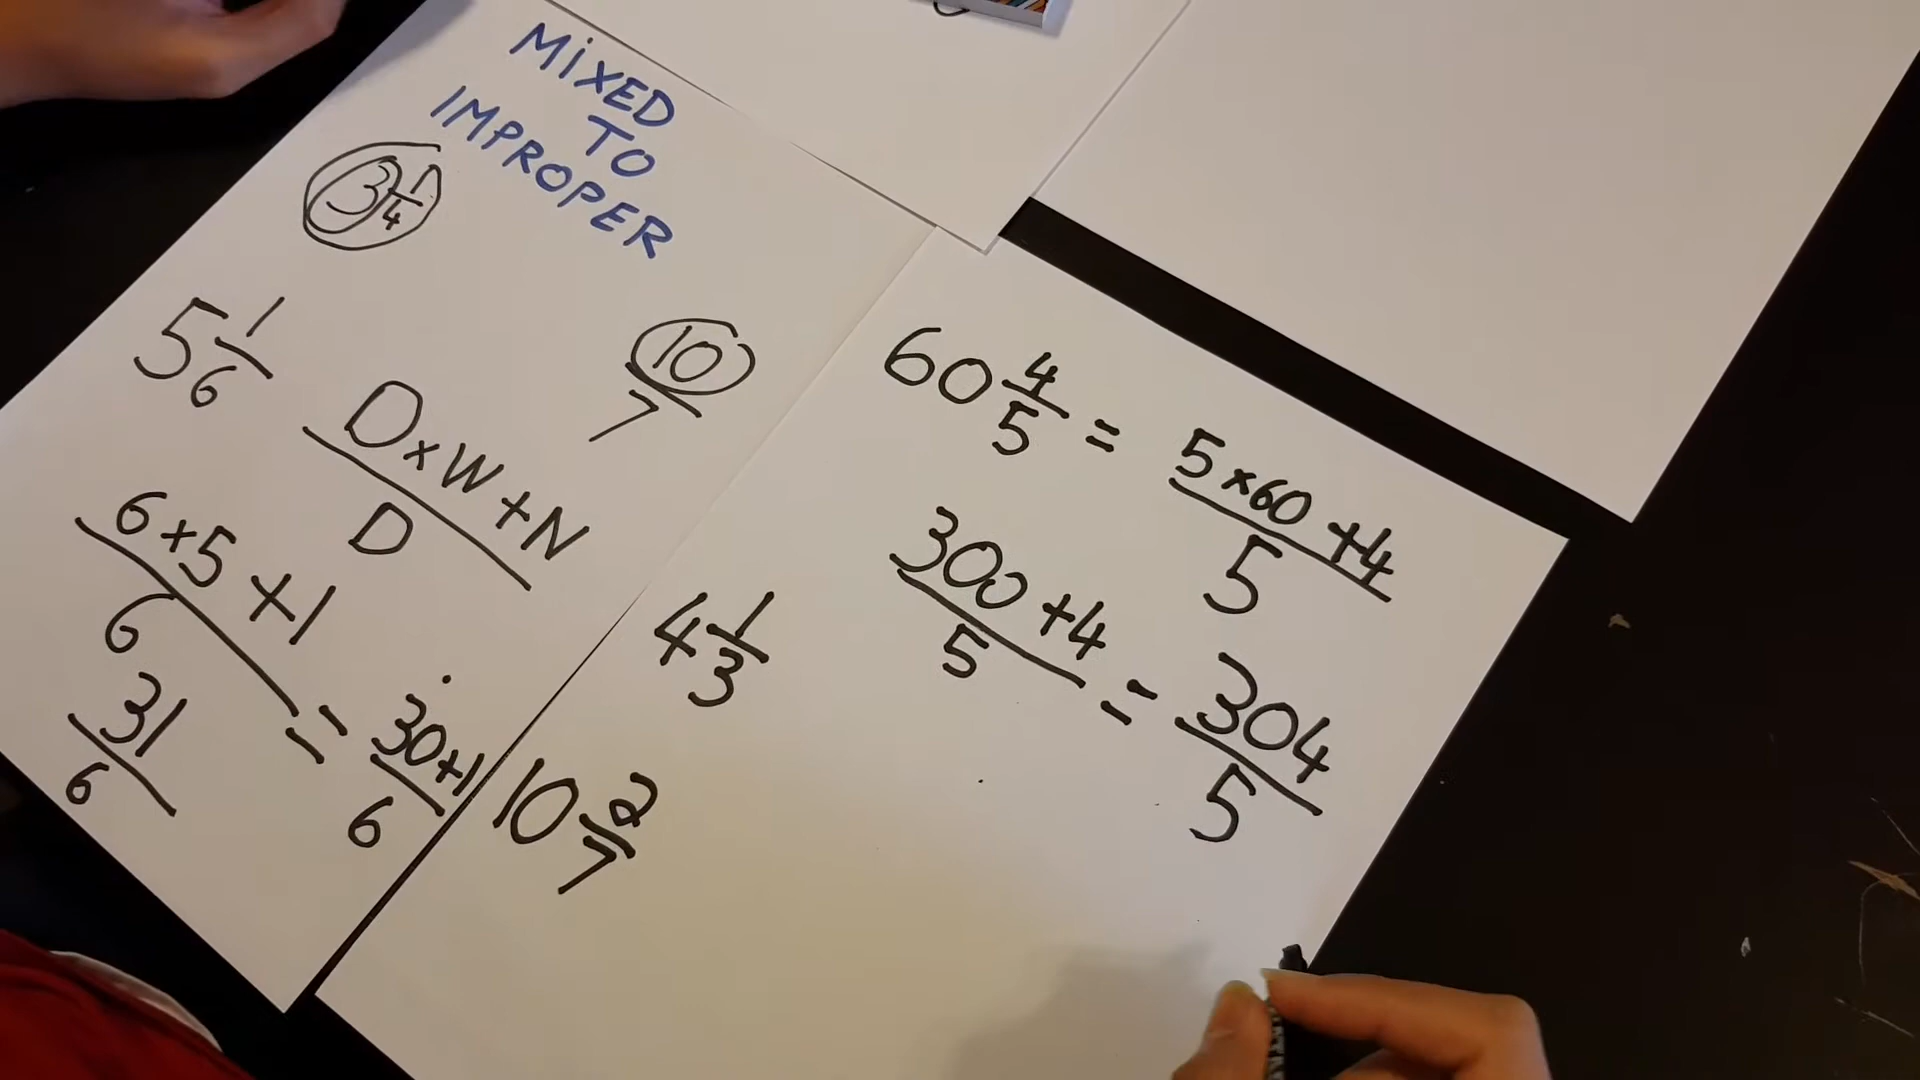 MIXED
TO
IMPROPER
3 1/4
5 1/6
10/7
D×W+N
D
6×5+1
6
= 30+1
6
31
6
4 1/3
10 2/7
60 4/5 = 5×60+4
5
300+4
5
= 304
5